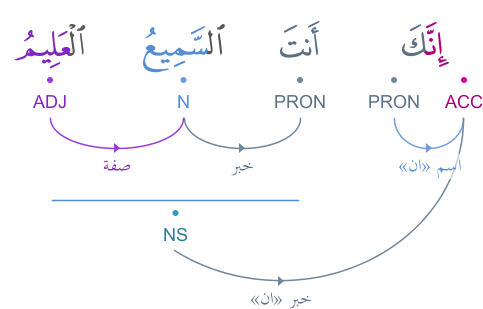 إِنَّكَ أَنتَ ٱلسَّمِيعُ ٱلْعَلِيمُ
ACC PRON PRON N ADJ
اسم «ان» خبر صفة
NS
خبر «ان»